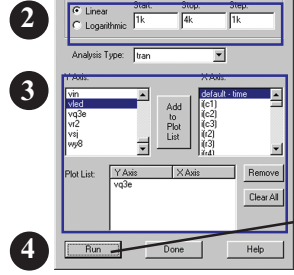 2
Linear
Logarithmic
Start: Stop: Step:
1k 4k 1k
Analysis Type: tran
3
Y Axis: X Axis:
vin
vled
vq3e
vr2
vsj
wy8
Add
to
Plot
List
default - time
i(c1)
i(c2)
i(c3)
i(r2)
i(r3)
i(r4)
Plot List: Y Axis X Axis
vq3e
Remove
Clear All
4
Run Done Help